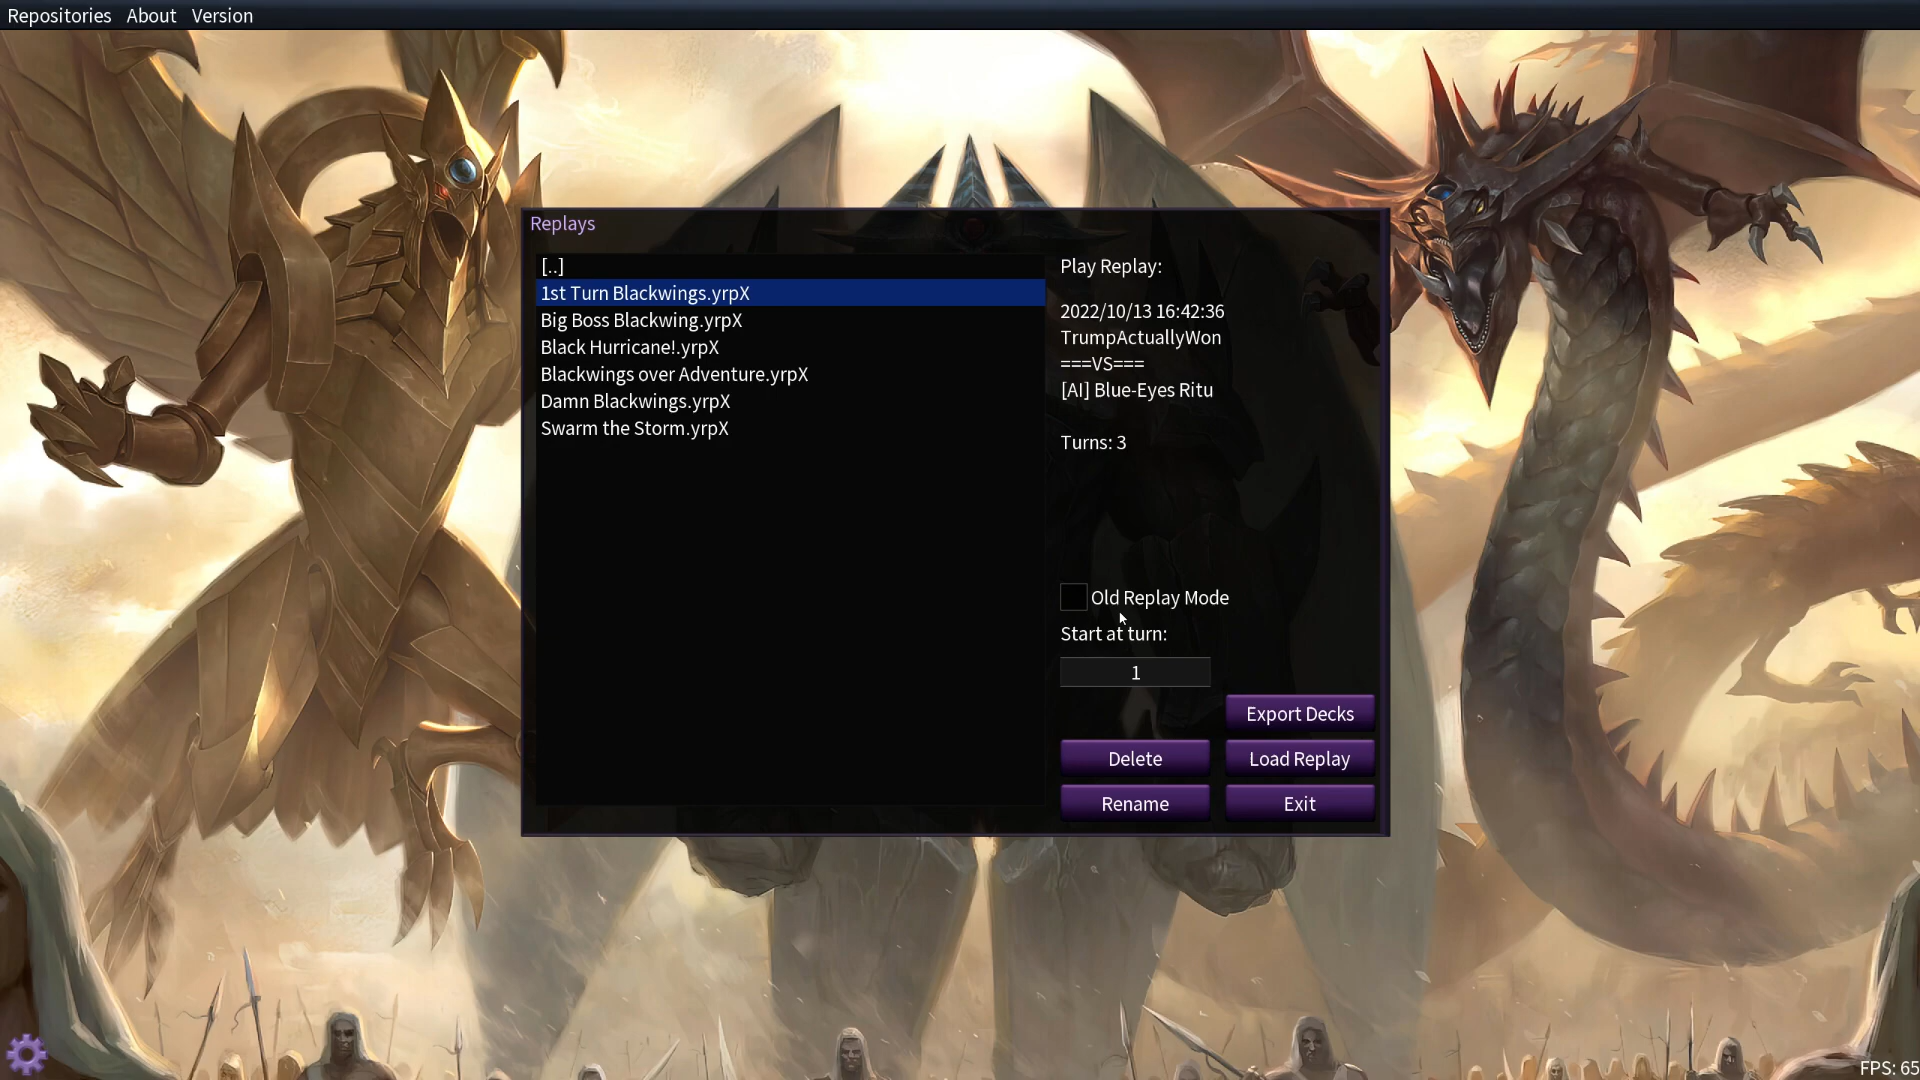 Repositories About Version
Replays
[..]
1st Turn Blackwings.yrpX
Big Boss Blackwing.yrpX
Black Hurricane!.yrpX
Blackwings over Adventure.yrpX
Damn Blackwings.yrpX
Swarm the Storm.yrpX
Play Replay:
2022/10/13 16:42:36
TrumpActuallyWon
===VS===
[AI] Blue-Eyes Ritu
Turns: 3
Old Replay Mode
Start at turn:
1
Export Decks
Delete Load Replay
Rename Exit
FPS: 65